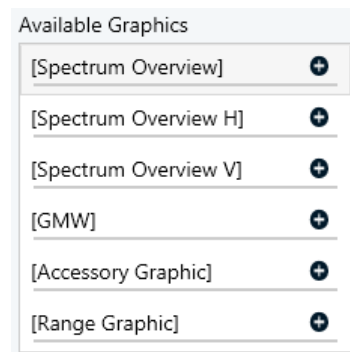 Available Graphics
[Spectrum Overview]
[Spectrum Overview H]
[Spectrum Overview V]
[GMW]
[Accessory Graphic]
[Range Graphic]